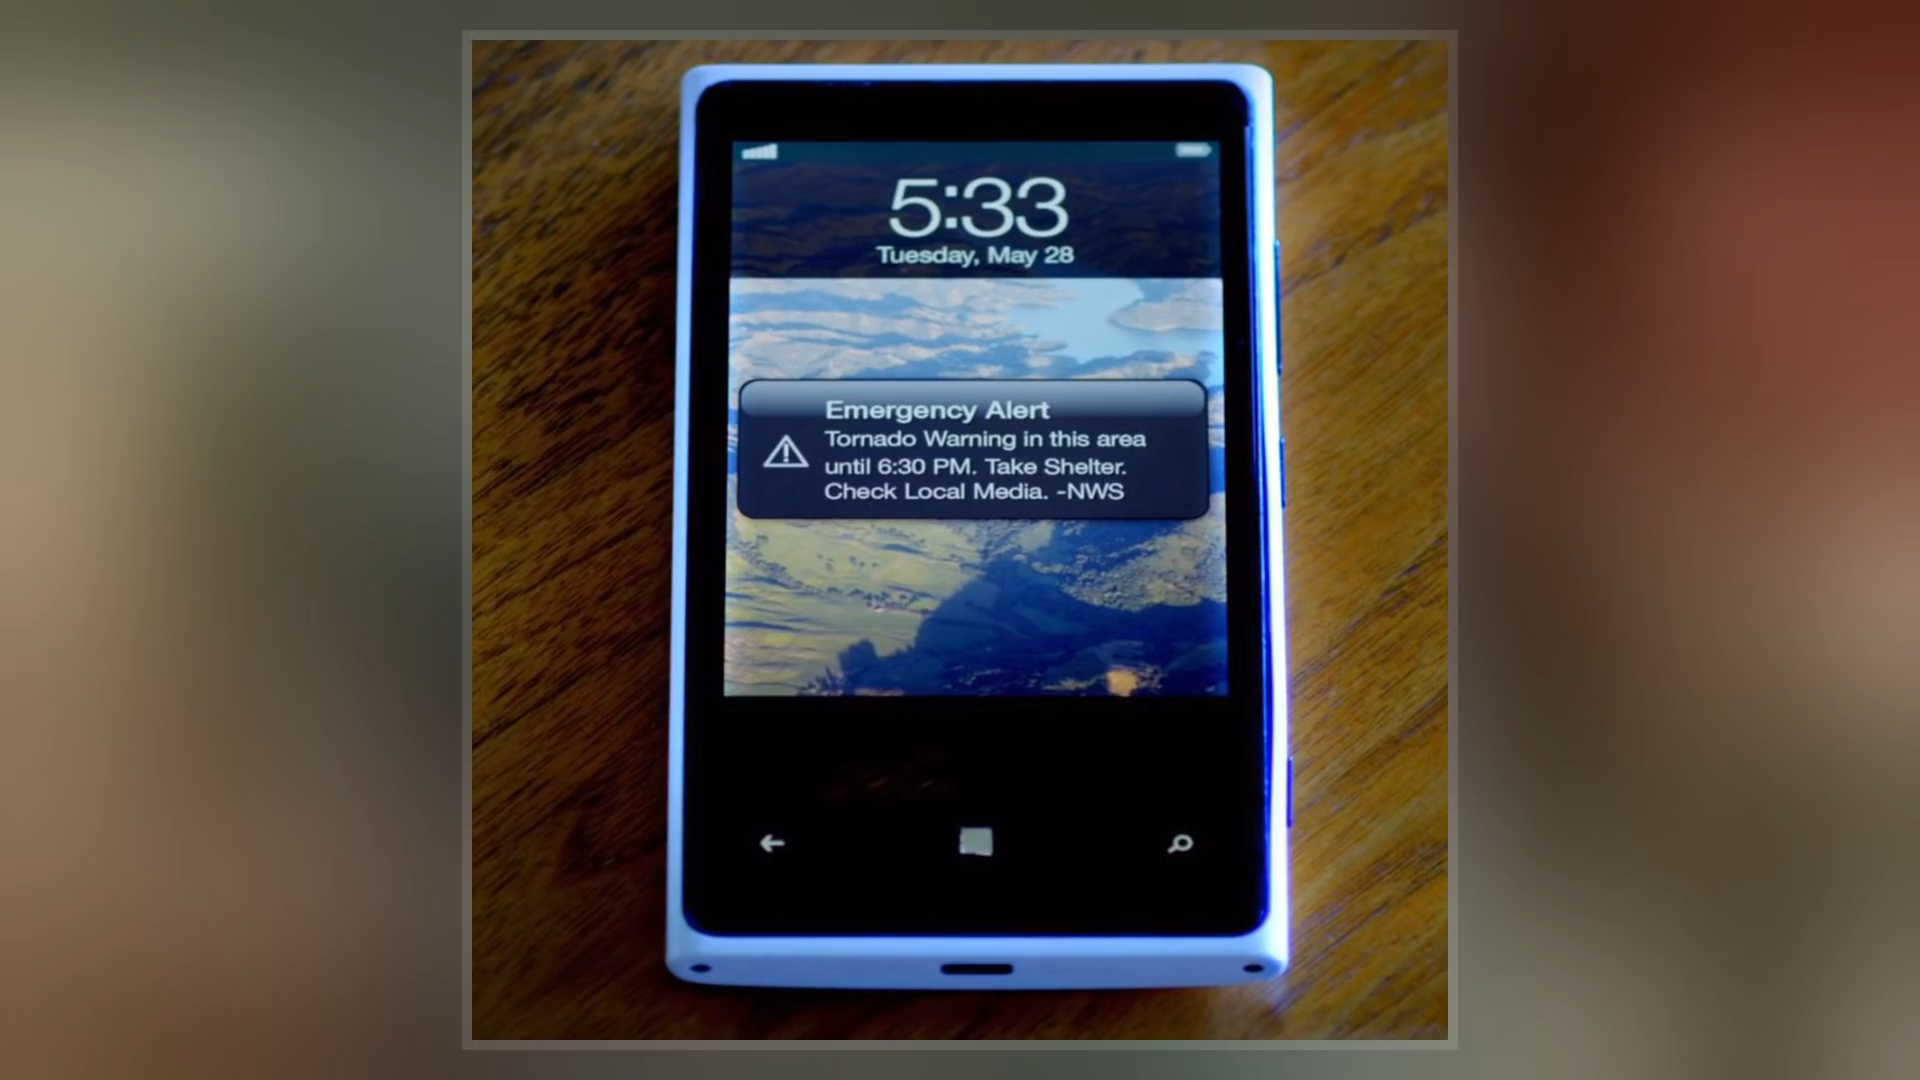 5:33
Tuesday, May 28
Emergency Alert
Tornado Warning in this area
until 6:30 PM. Take Shelter.
Check Local Media. -NWS